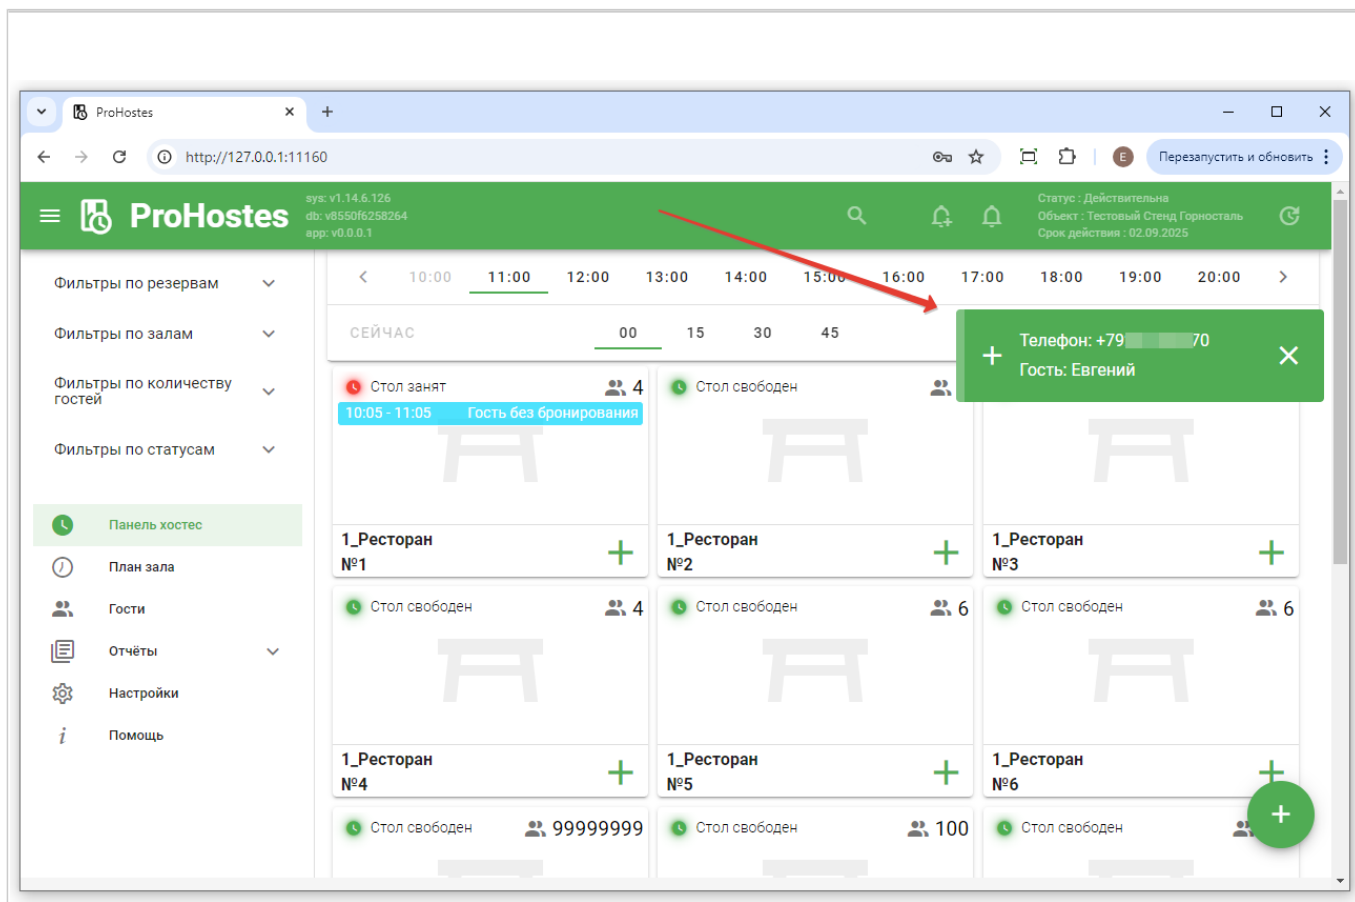 ProHostes
http://127.0.0.1:11160
E
Перезапустить и обновить
ProHostes
sys: v1.14.6.126
db: v8550f6258264
app: v0.0.0.1
Статус : Действительна
Объект : Тестовый Стенд Горносталь
Срок действия : 02.09.2025
Фильтры по резервам
Фильтры по залам
Фильтры по количеству
гостей
Фильтры по статусам
Панель хостес
План зала
Гости
Отчёты
Настройки
Помощь
10:00 11:00 12:00 13:00 14:00 15:00 16:00 17:00 18:00 19:00 20:00
СЕЙЧАС 00 15 30 45
Телефон: +79 70
Гость: Евгений
Стол занят 4
10:05 - 11:05 Гость без бронирования
1_Ресторан
№1
Стол свободен
1_Ресторан
№2
1_Ресторан
№3
Стол свободен 4
1_Ресторан
№4
Стол свободен 6
1_Ресторан
№5
Стол свободен 6
1_Ресторан
№6
Стол свободен 99999999
Стол свободен 100
Стол свободен